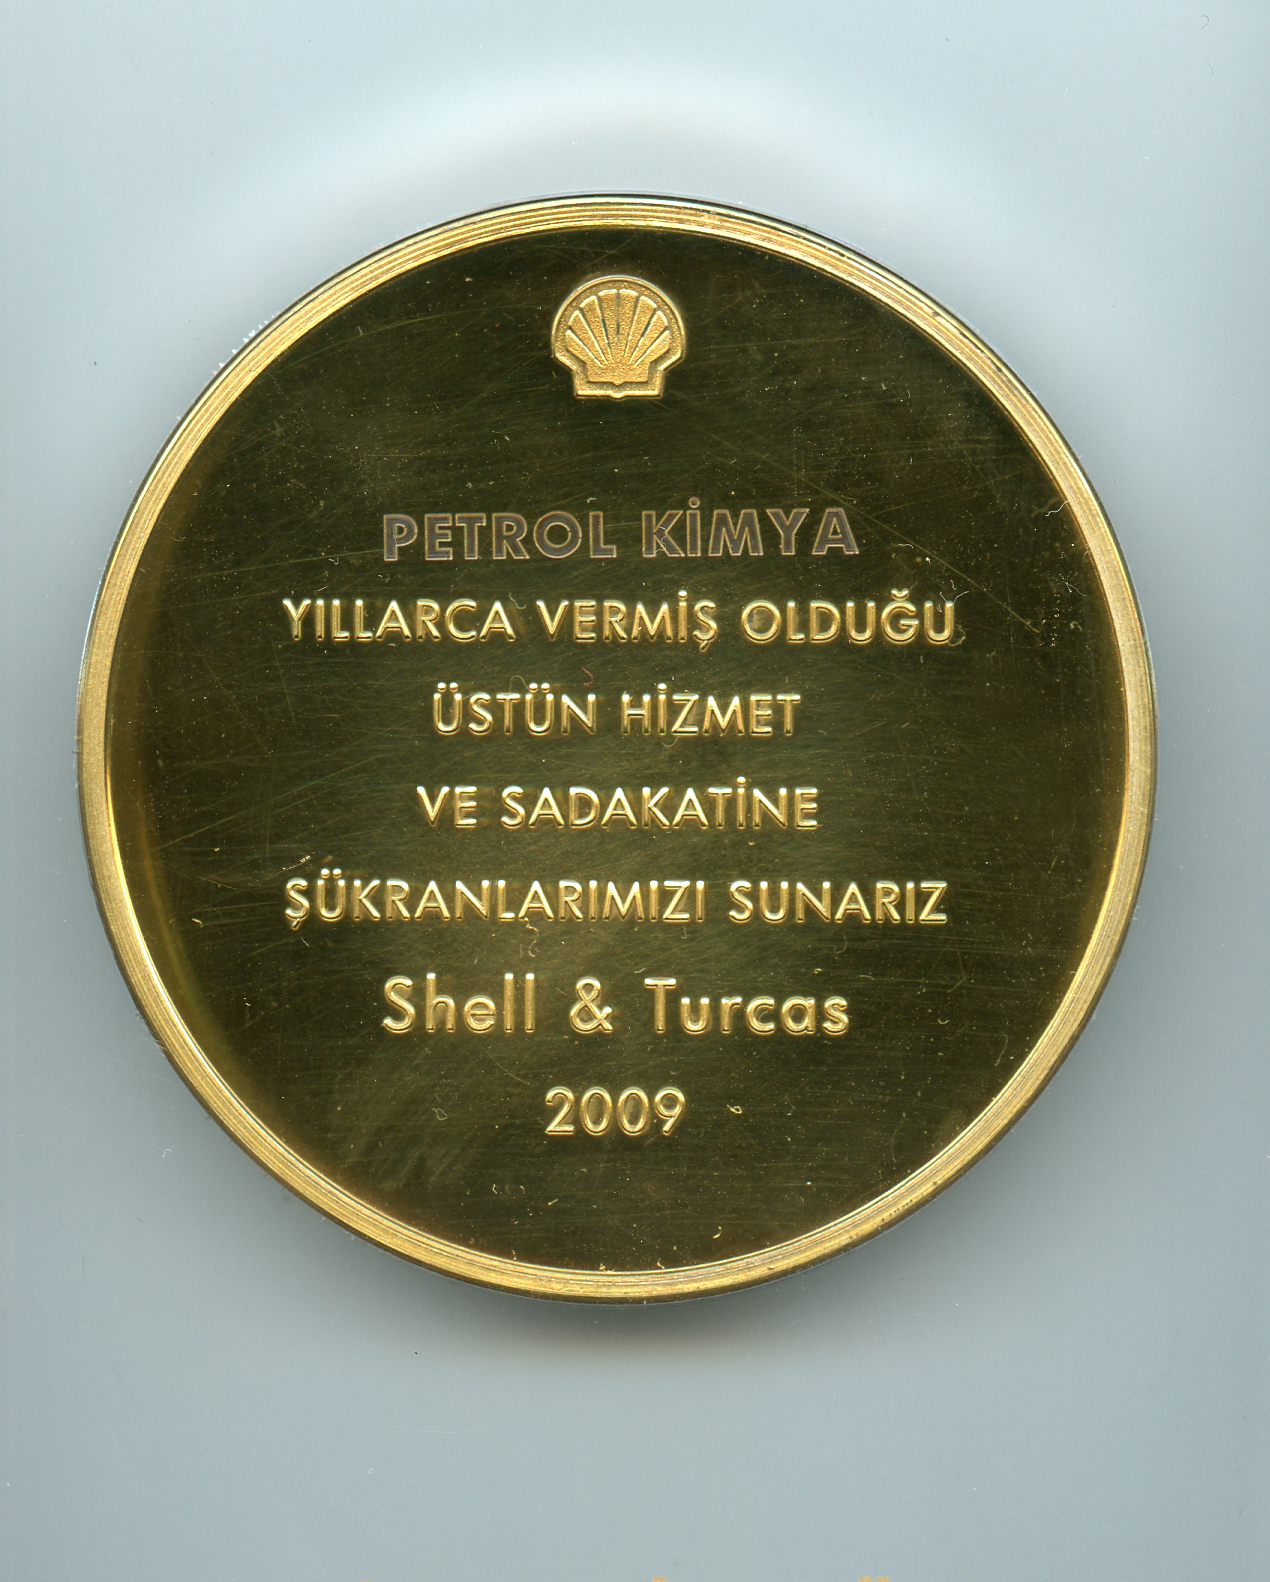 PETROL KİMYA
YILLARCA VERMİŞ OLDUĞU
ÜSTÜN HİZMET
VE SADAKATİNE
ŞÜKRANLARIMIZI SUNARIZ
Shell & Turcas
2009